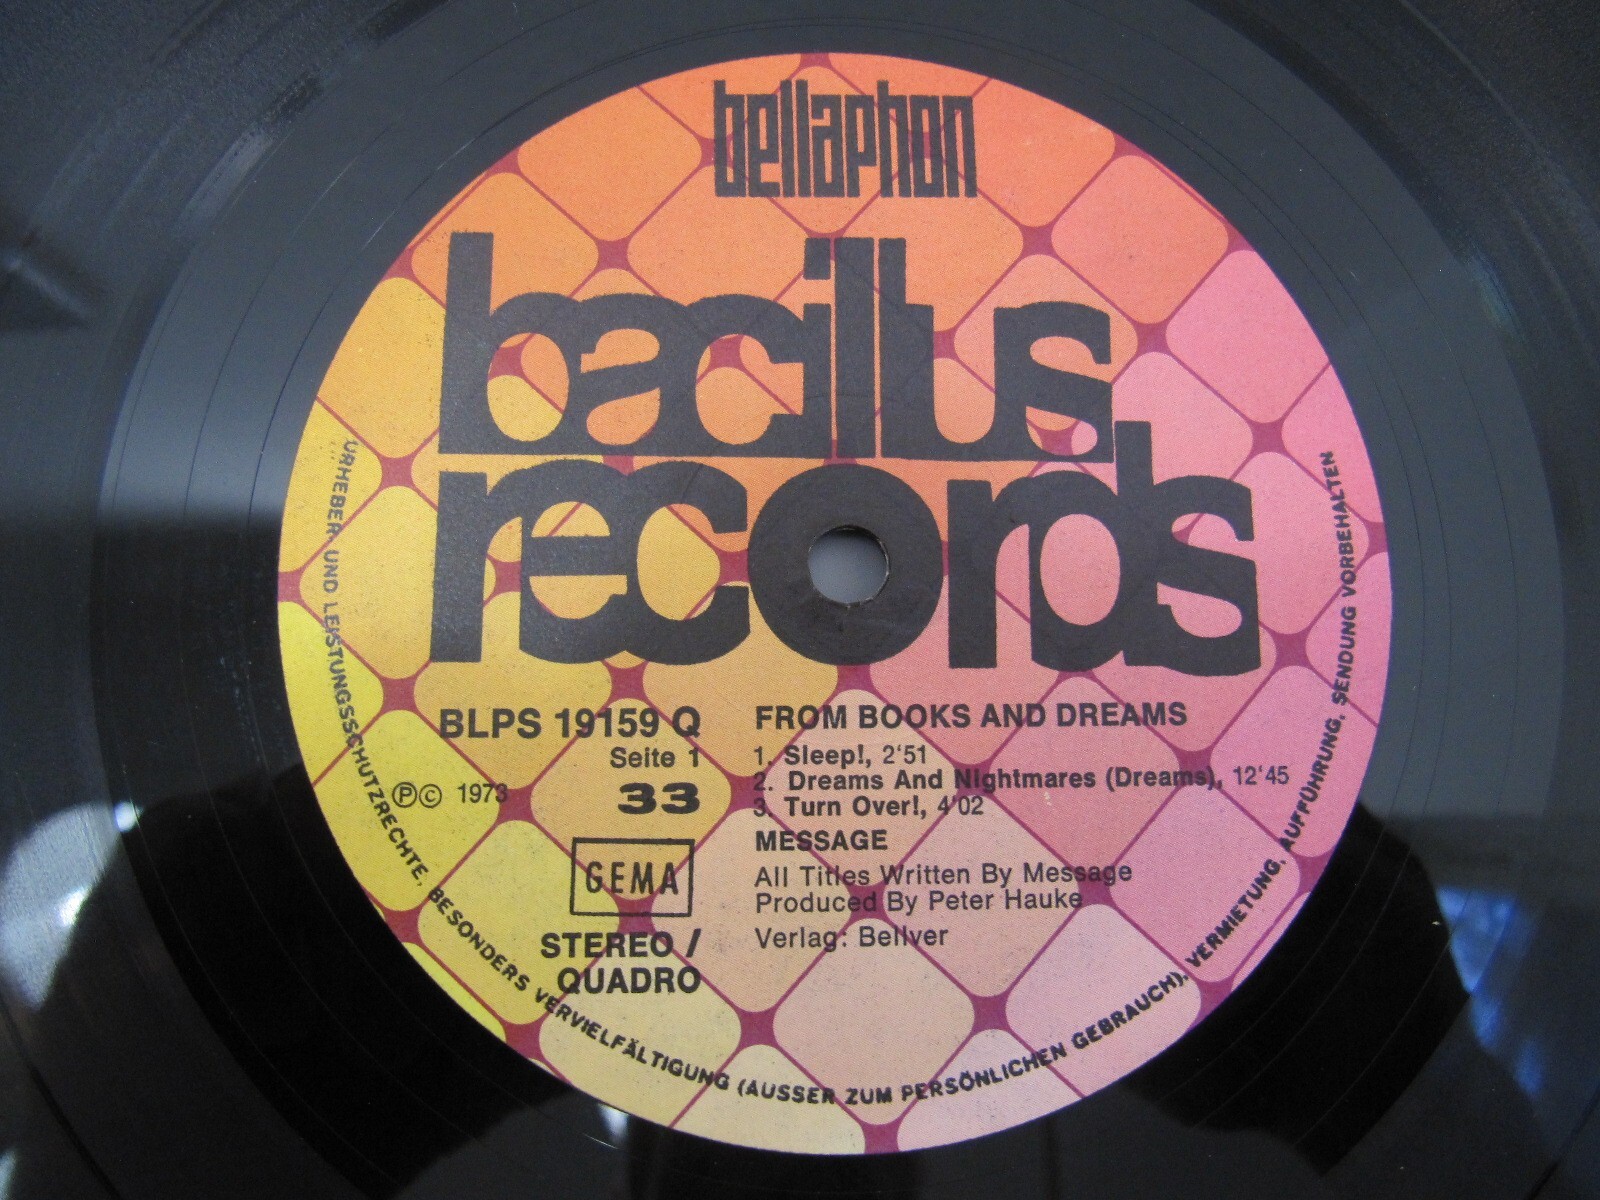 bellaphon
bacillus
records
BLPS 19159 Q
Seite 1
33
℗© 1973
GEMA
STEREO /
QUADRO
FROM BOOKS AND DREAMS
1. Sleep!, 2'51
2. Dreams And Nightmares (Dreams), 12'45
3. Turn Over!, 4'02
MESSAGE
All Titles Written By Message
Produced By Peter Hauke
Verlag: Bellver
URHEBER UND LEISTUNGSSCHUTZRECHTE, BESONDERS VERVIELFÄLTIGUNG (AUSSER ZUM PERSÖNLICHEN GEBRAUCH), VERMIETUNG, AUFFÜHRUNG, SENDUNG VORBEHALTEN